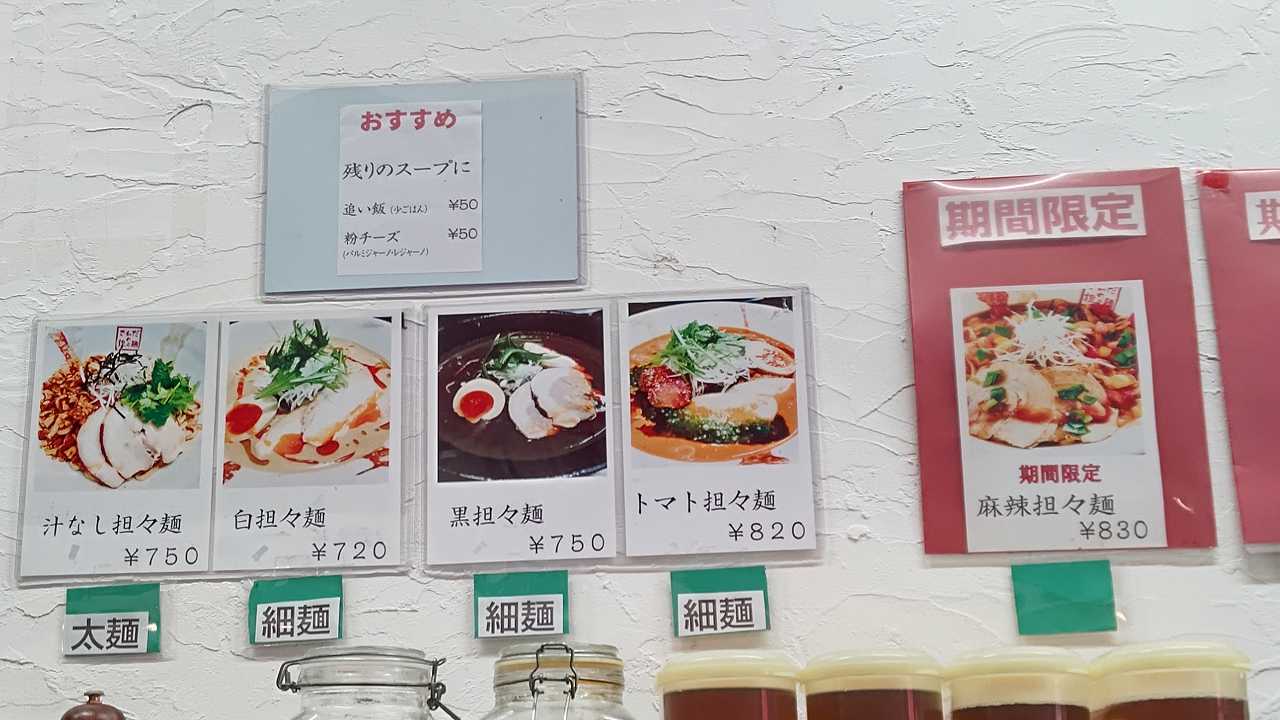 おすすめ
残りのスープに
追い飯 (少ごはん) ¥50
粉チーズ ¥50
(パルミジャーノ・レジャーノ)
汁なし担々麺
¥750
太麺
白担々麺
¥720
細麺
黒担々麺
¥750
細麺
トマト担々麺
¥820
細麺
期間限定
期間限定
麻辣担々麺
¥830
期